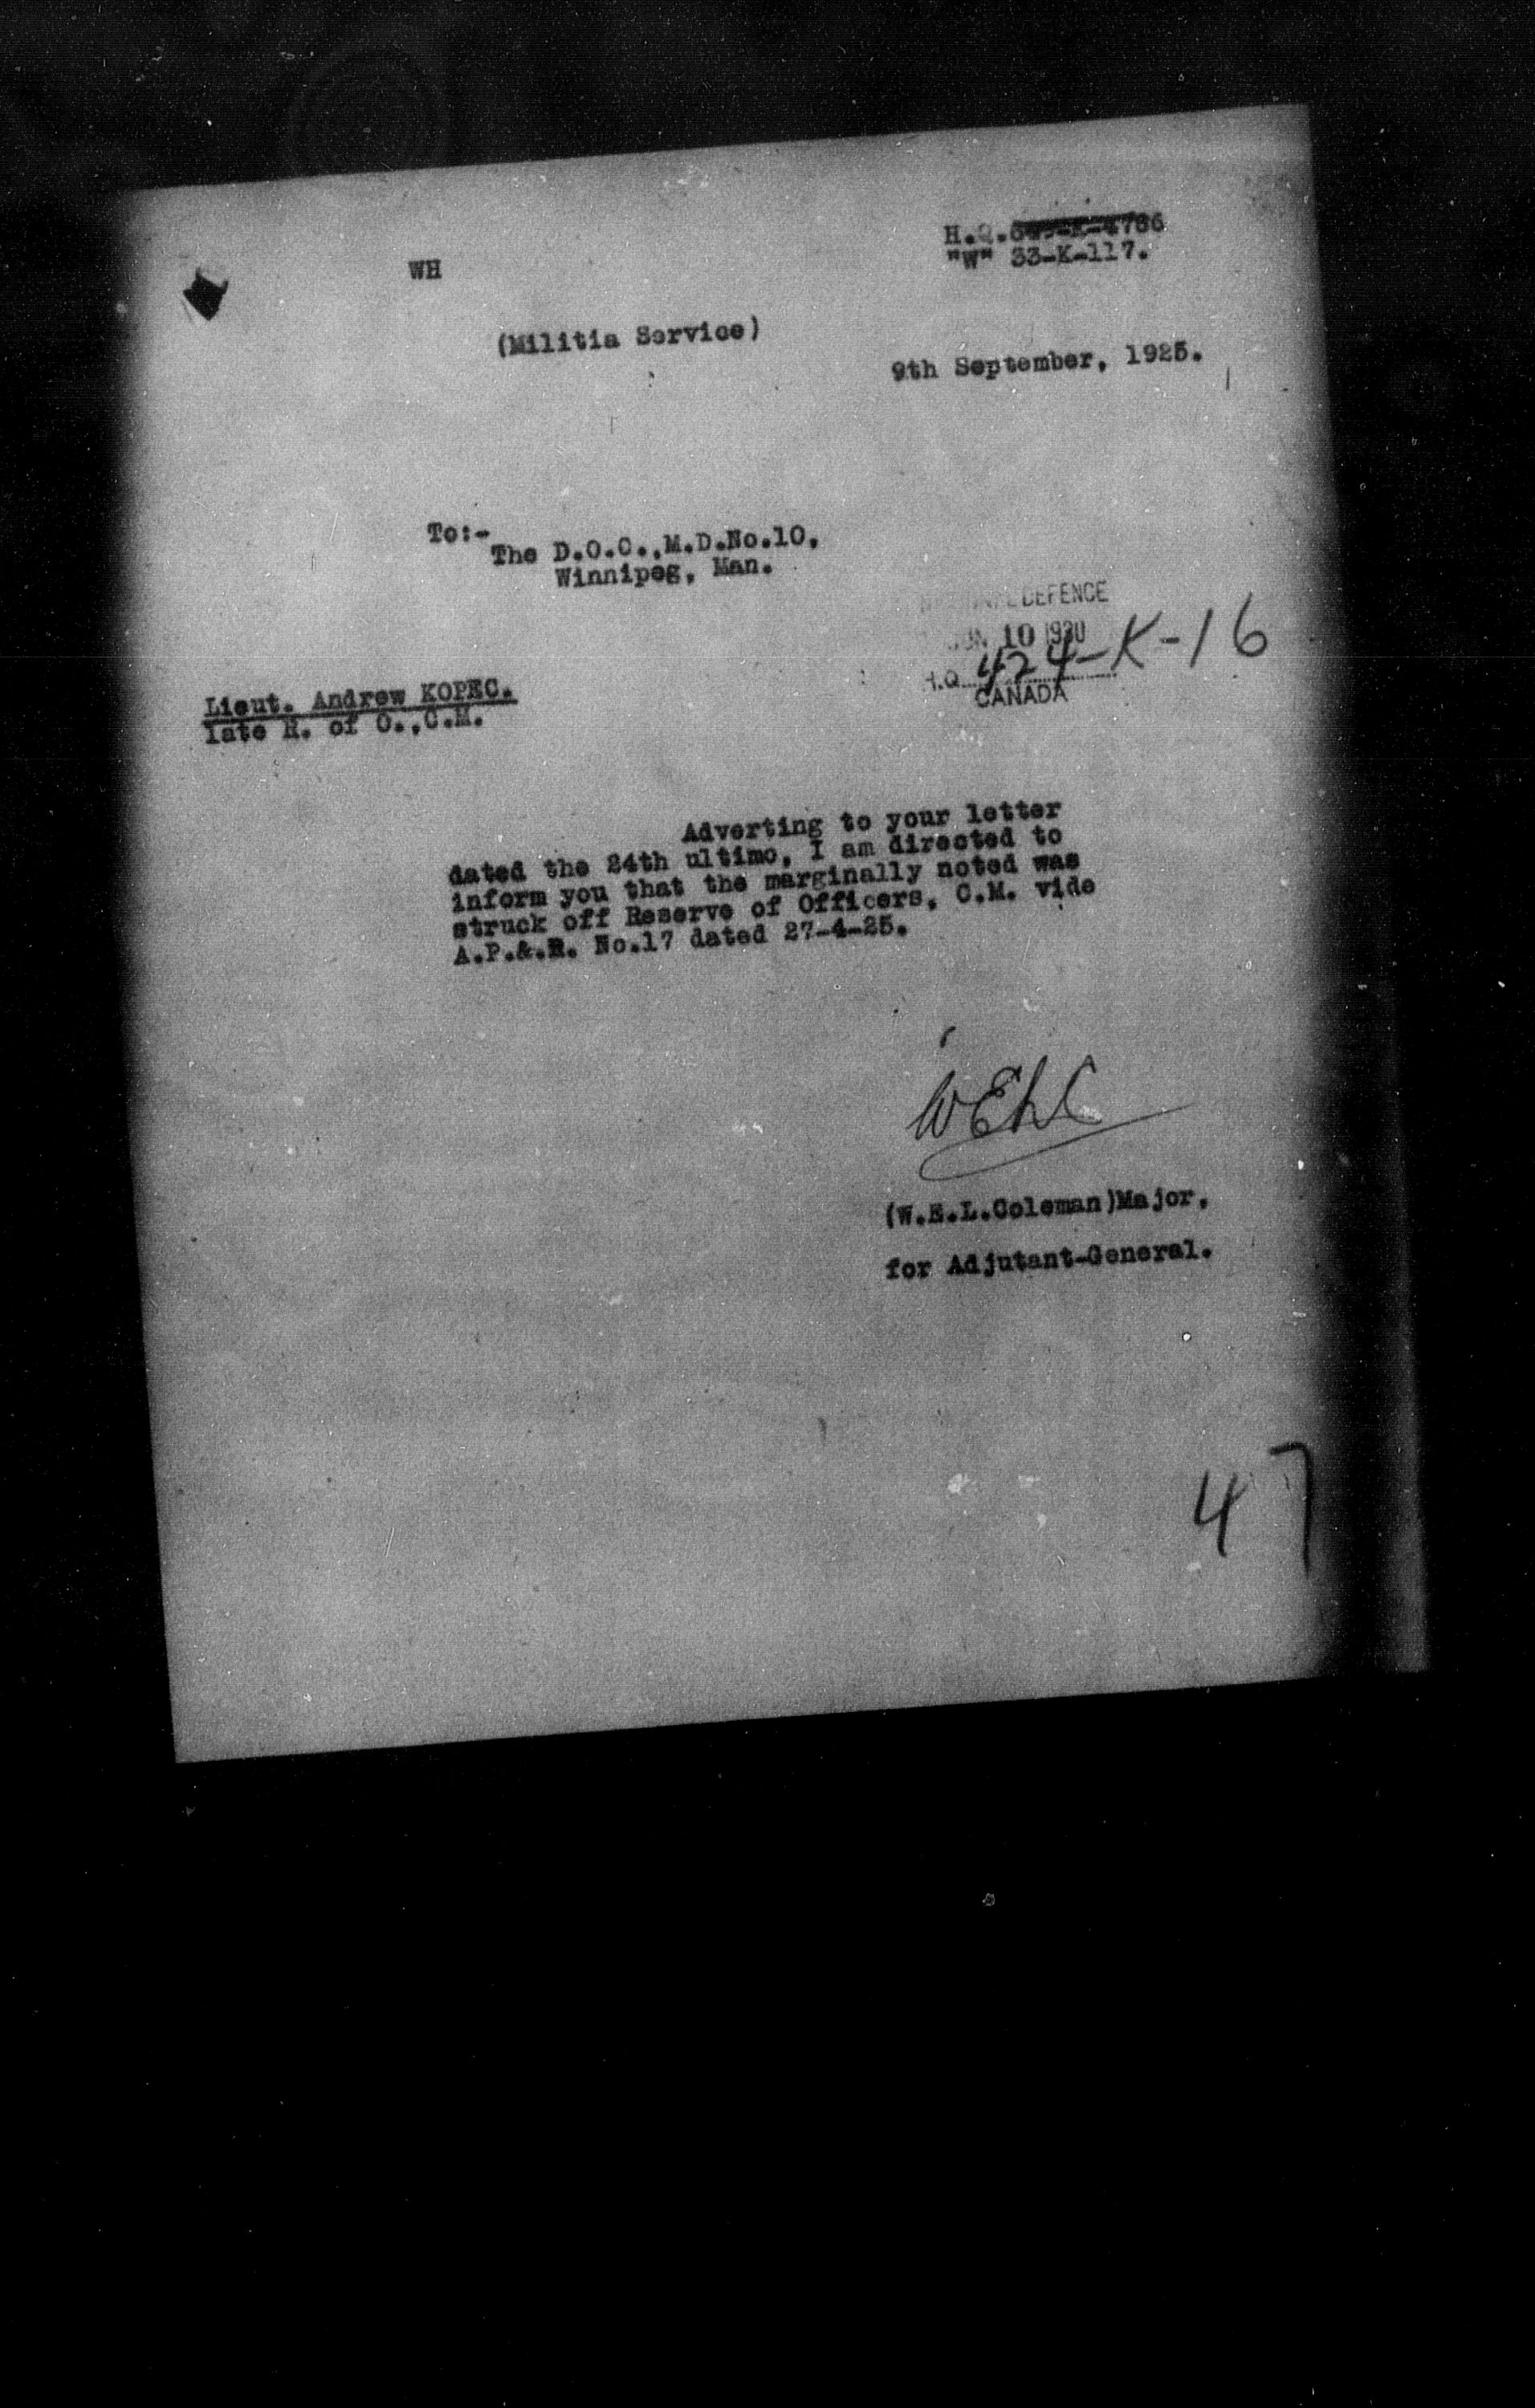 H.Q.
"W" 33-K-117.
WH
(Militia Service)
9th September, 1925.
To:-
The D.O.C.,M.D.No.10,
Winnipeg, Man.
DEFENCE
10 1930
H.Q. 424-K-16
CANADA
Lieut. Andrew KOPEC.
late R. of O.,C.M.
Adverting to your letter
dated the 24th ultimo, I am directed to
inform you that the marginally noted was
struck off Reserve of Officers, C.M. vide
A.P.&.R. No.17 dated 27-4-25.
WELC
(W.E.L.Coleman)Major,
for Adjutant-General.
47